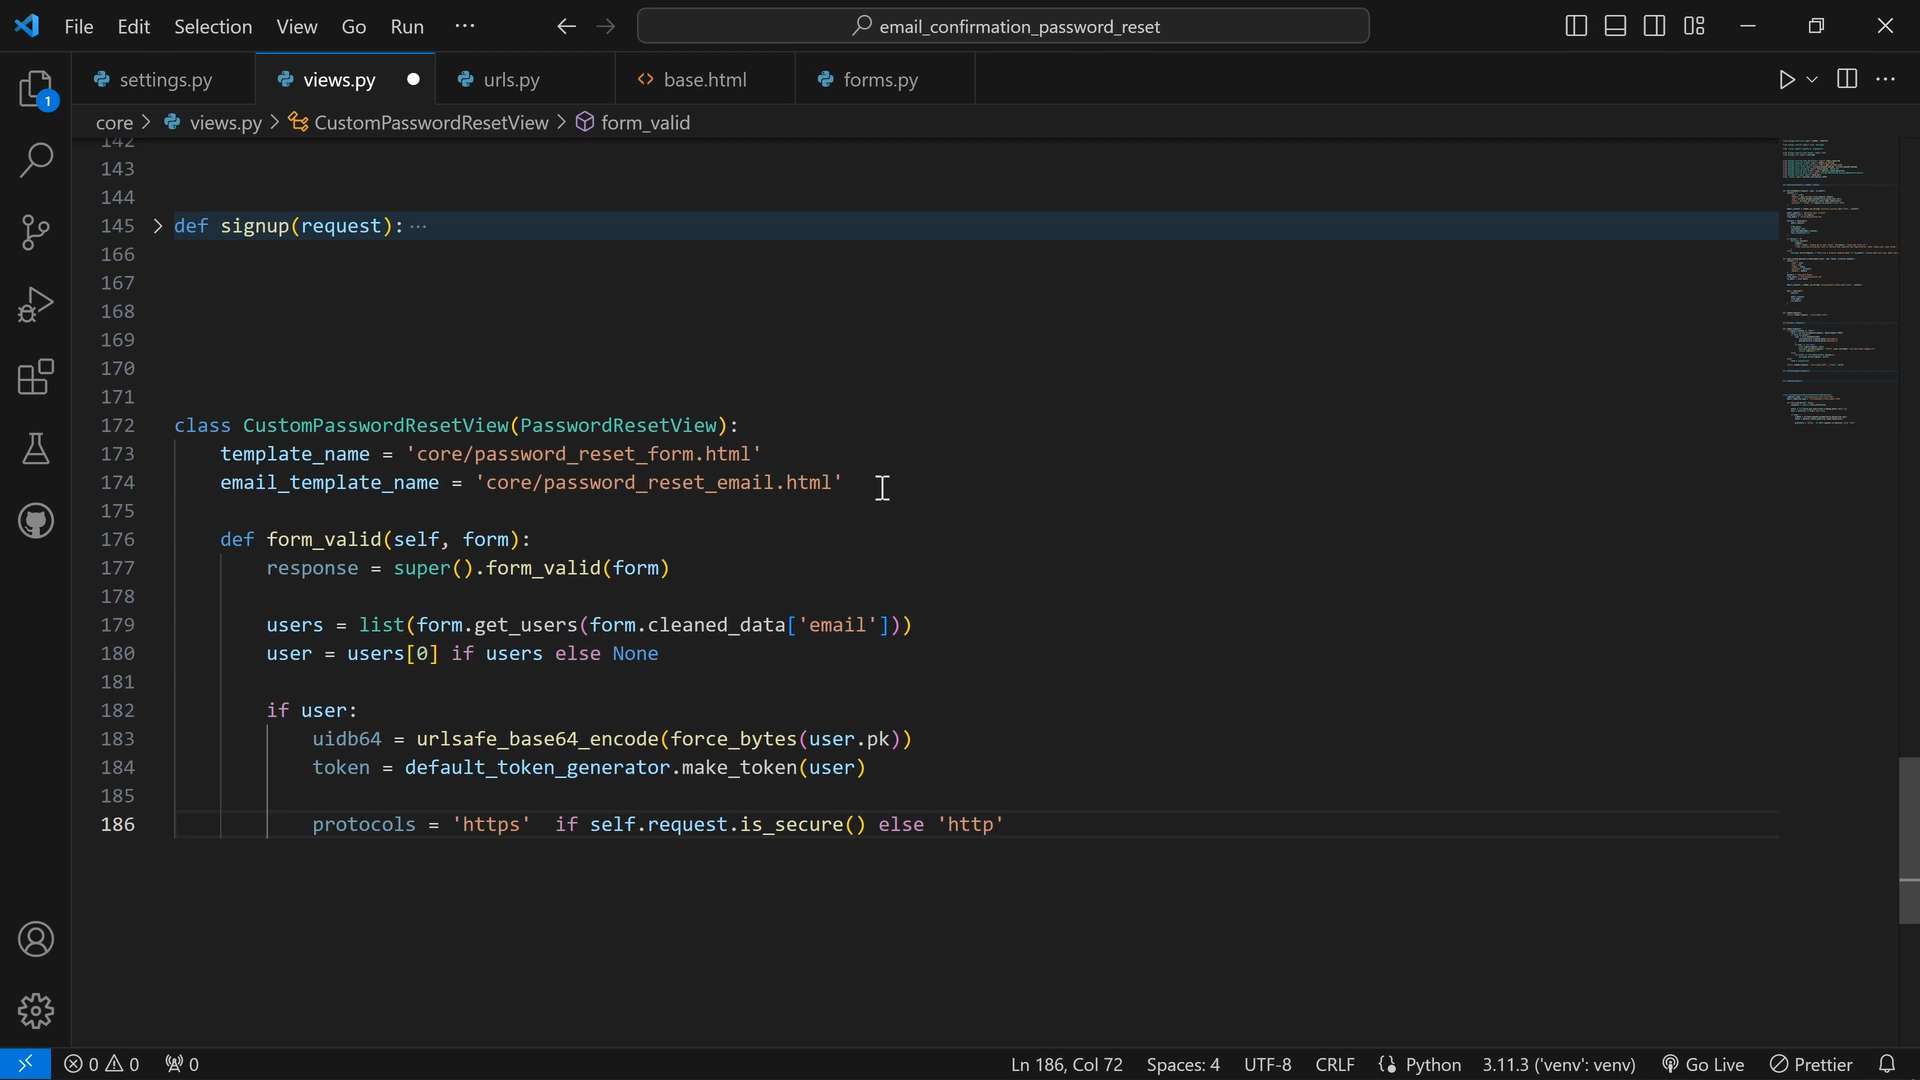 File Edit Selection View Go Run ··· email_confirmation_password_reset
settings.py views.py urls.py base.html forms.py
1
core > views.py > CustomPasswordResetView > form_valid
142
143
144
145 def signup(request): ···
166
167
168
169
170
171
172 class CustomPasswordResetView(PasswordResetView):
173 template_name = 'core/password_reset_form.html'
174 email_template_name = 'core/password_reset_email.html'
175
176 def form_valid(self, form):
177 response = super().form_valid(form)
178
179 users = list(form.get_users(form.cleaned_data['email']))
180 user = users[0] if users else None
181
182 if user:
183 uidb64 = urlsafe_base64_encode(force_bytes(user.pk))
184 token = default_token_generator.make_token(user)
185
186 protocols = 'https'  if self.request.is_secure() else 'http'
0 0 0 Ln 186, Col 72 Spaces: 4 UTF-8 CRLF Python 3.11.3 ('venv': venv) Go Live Prettier